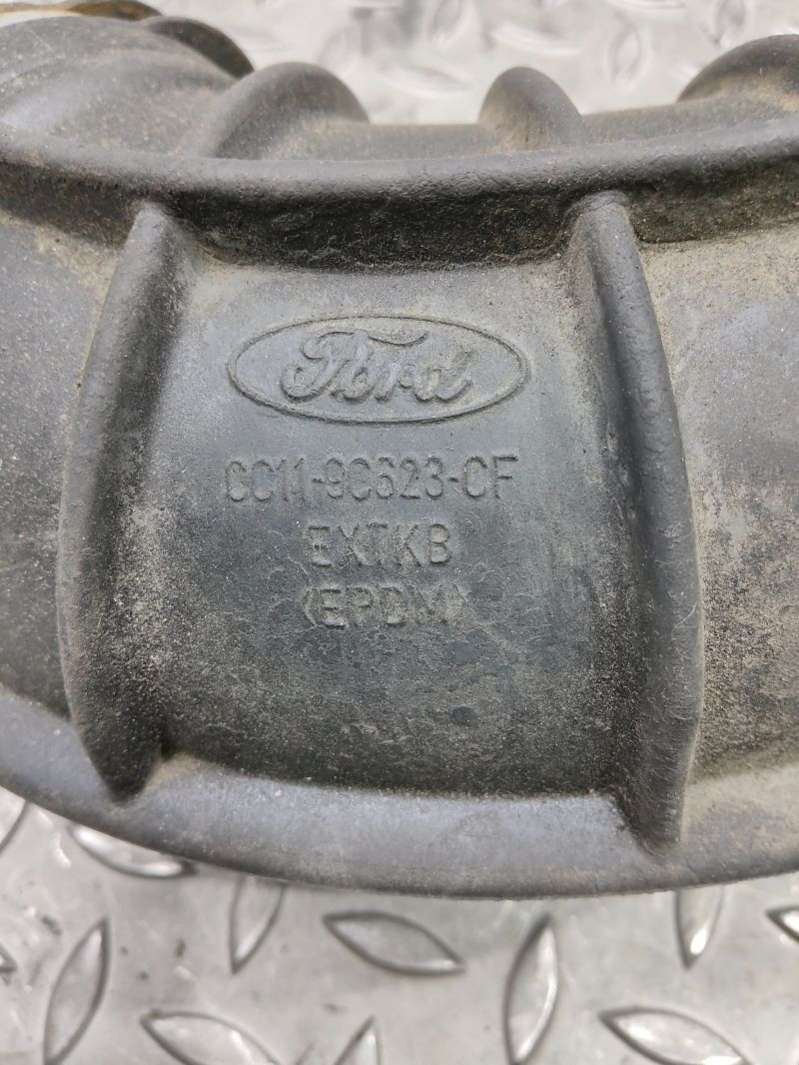 Ford
CC11-9C623-CF
EXTKB
<EPDM>